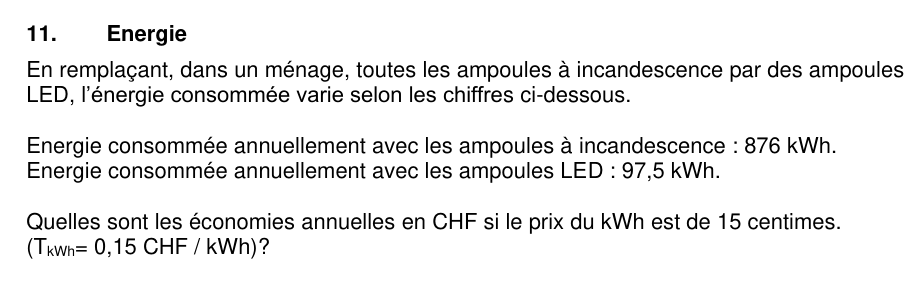 11. Energie
En remplaçant, dans un ménage, toutes les ampoules à incandescence par des ampoules
LED, l'énergie consommée varie selon les chiffres ci-dessous.
Energie consommée annuellement avec les ampoules à incandescence : 876 kWh.
Energie consommée annuellement avec les ampoules LED : 97,5 kWh.
Quelles sont les économies annuelles en CHF si le prix du kWh est de 15 centimes.
(TkWh= 0,15 CHF / kWh)?